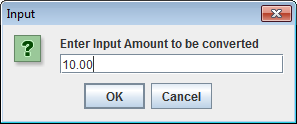 Input
Enter Input Amount to be converted
10.00
OK Cancel